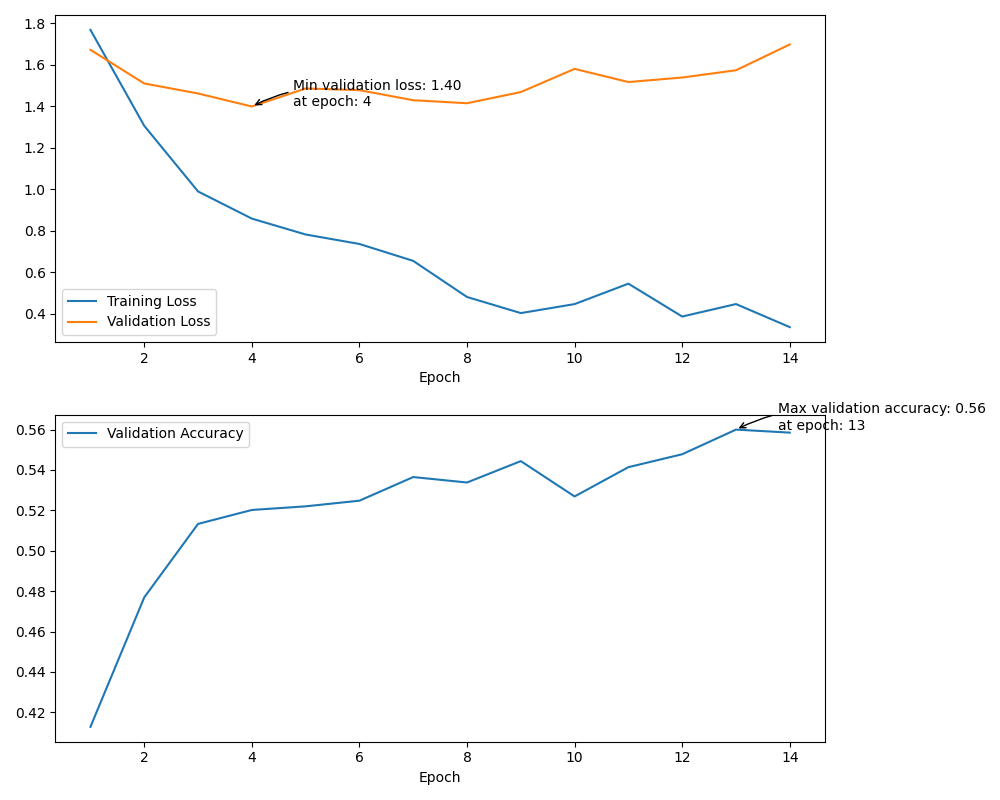 1.8
1.6
1.4
1.2
1.0
0.8
0.6
0.4
Min validation loss: 1.40
at epoch: 4
Training Loss
Validation Loss
2 4 6 8 10 12 14
Epoch
Max validation accuracy: 0.56
at epoch: 13
Validation Accuracy
0.56
0.54
0.52
0.50
0.48
0.46
0.44
0.42
2 4 6 8 10 12 14
Epoch